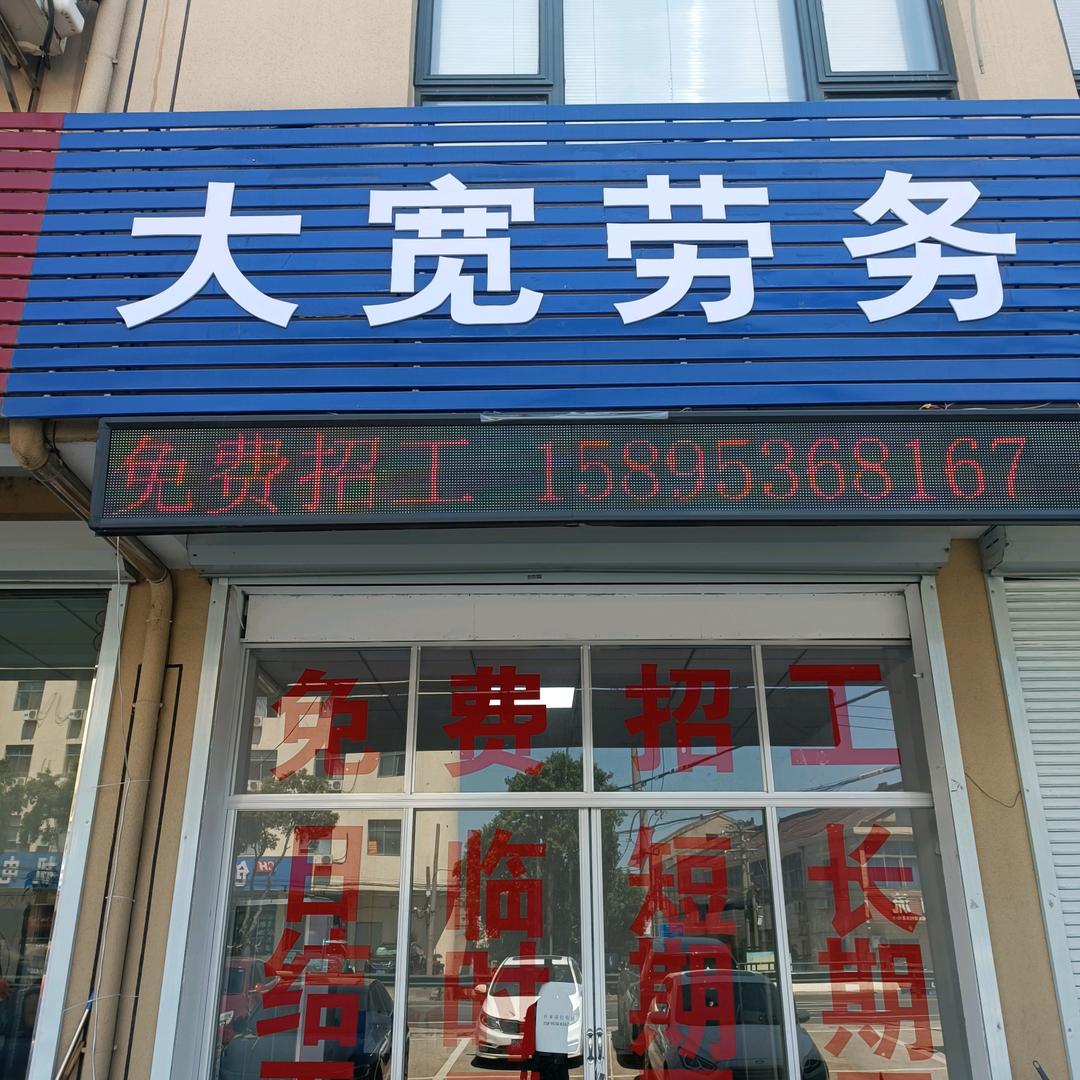 大宽劳务
免费招工 15895368167
免费招工
日结
临时
短期
长期